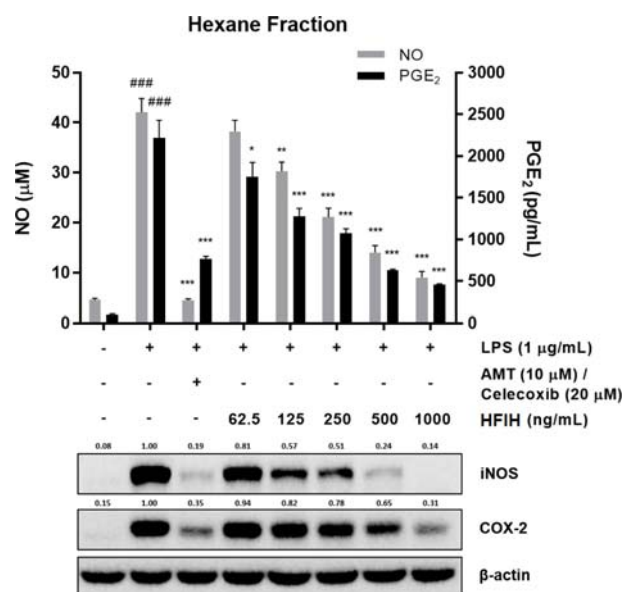 Hexane Fraction
NO
PGE₂
50
40
30
20
10
0
NO (µM)
3000
2500
2000
1500
1000
500
0
PGE₂ (pg/mL)
### ###
*** ***
*
** ***
*** ***
*** ***
*** ***
- + + + + + + + LPS (1 µg/mL)
- - + - - - - - AMT (10 µM) /
Celecoxib (20 µM)
- - - 62.5 125 250 500 1000 HFIH (ng/mL)
0.08 1.00 0.19 0.81 0.57 0.51 0.24 0.14
iNOS
0.15 1.00 0.35 0.94 0.82 0.78 0.65 0.31
COX-2
β-actin